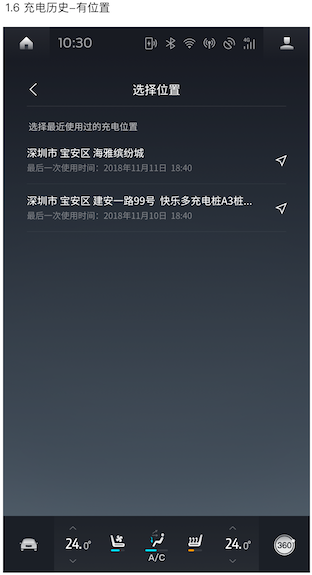 1.6 充电历史-有位置
10:30
4G
选择位置
选择最近使用过的充电位置
深圳市 宝安区 海雅缤纷城
最后一次使用时间：2018年11月11日 18:40
深圳市 宝安区 建安一路99号 快乐多充电桩A3桩...
最后一次使用时间：2018年11月10日 18:40
24.0°
A/C
24.0°
360°